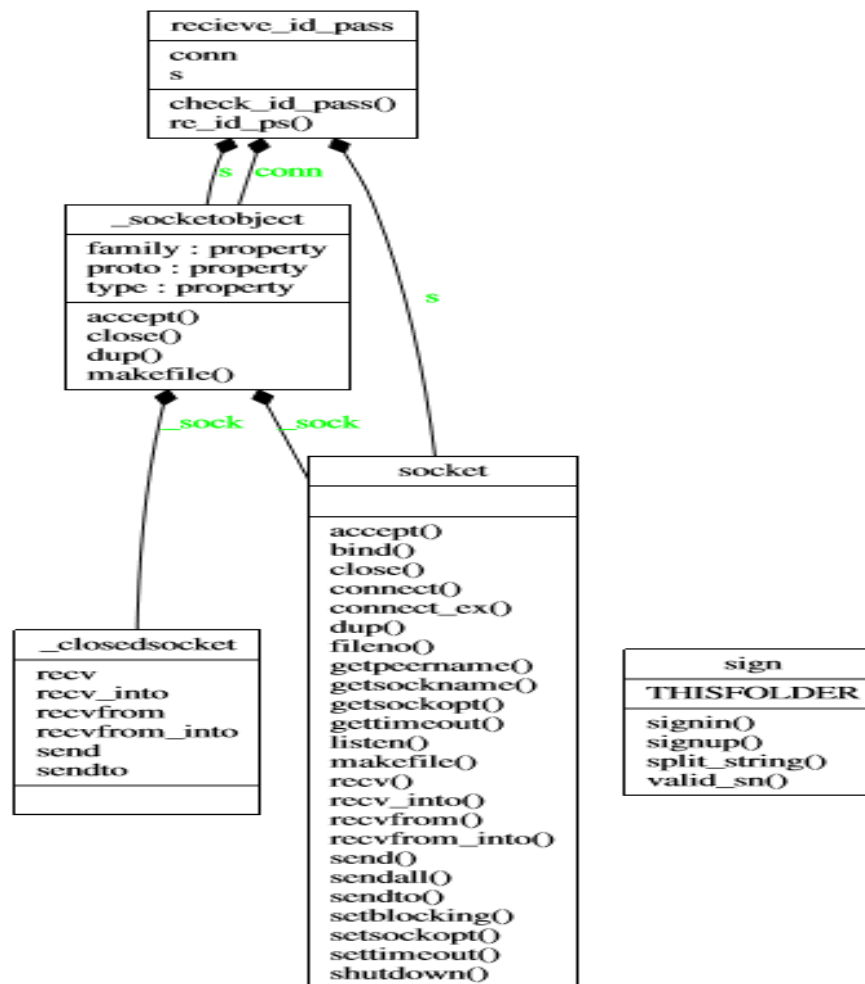 recieve_id_pass
conn
s
check_id_pass()
re_id_ps()
s conn
_socketobject
family : property
proto : property
type : property
accept()
close()
dup()
makefile()
s
_sock _sock
socket
accept()
bind()
close()
connect()
connect_ex()
dup()
fileno()
getpeername()
getsockname()
getsockopt()
gettimeout()
listen()
makefile()
recv()
recv_into()
recvfrom()
recvfrom_into()
send()
sendall()
sendto()
setblocking()
setsockopt()
settimeout()
shutdown()
_closedsocket
recv
recv_into
recvfrom
recvfrom_into
send
sendto
sign
THISFOLDER
signin()
signup()
split_string()
valid_sn()